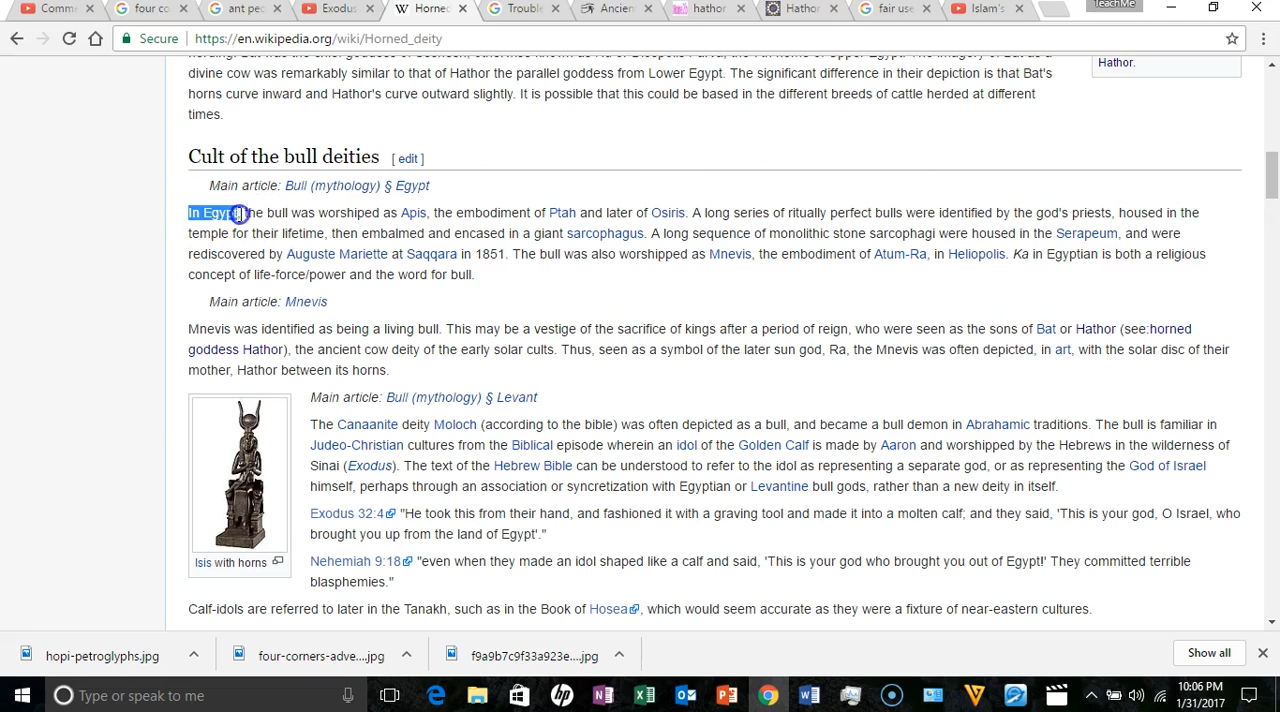 Comme
four co
ant peo
Exodus
Horned
Trouble
Ancien
hathor
Hathor
fair use
Islam's
TeachMe
Secure
https://en.wikipedia.org/wiki/Horned_deity
divine cow was remarkably similar to that of Hathor the parallel goddess from Lower Egypt. The significant difference in their depiction is that Bat's
horns curve inward and Hathor's curve outward slightly. It is possible that this could be based in the different breeds of cattle herded at different
times.
Hathor.
Cult of the bull deities [ edit ]
Main article: Bull (mythology) § Egypt
In Egypt the bull was worshiped as Apis, the embodiment of Ptah and later of Osiris. A long series of ritually perfect bulls were identified by the god's priests, housed in the
temple for their lifetime, then embalmed and encased in a giant sarcophagus. A long sequence of monolithic stone sarcophagi were housed in the Serapeum, and were
rediscovered by Auguste Mariette at Saqqara in 1851. The bull was also worshipped as Mnevis, the embodiment of Atum-Ra, in Heliopolis. Ka in Egyptian is both a religious
concept of life-force/power and the word for bull.
Main article: Mnevis
Mnevis was identified as being a living bull. This may be a vestige of the sacrifice of kings after a period of reign, who were seen as the sons of Bat or Hathor (see:horned
goddess Hathor), the ancient cow deity of the early solar cults. Thus, seen as a symbol of the later sun god, Ra, the Mnevis was often depicted, in art, with the solar disc of their
mother, Hathor between its horns.
Main article: Bull (mythology) § Levant
The Canaanite deity Moloch (according to the bible) was often depicted as a bull, and became a bull demon in Abrahamic traditions. The bull is familiar in
Judeo-Christian cultures from the Biblical episode wherein an idol of the Golden Calf is made by Aaron and worshipped by the Hebrews in the wilderness of
Sinai (Exodus). The text of the Hebrew Bible can be understood to refer to the idol as representing a separate god, or as representing the God of Israel
himself, perhaps through an association or syncretization with Egyptian or Levantine bull gods, rather than a new deity in itself.
Exodus 32:4 "He took this from their hand, and fashioned it with a graving tool and made it into a molten calf; and they said, 'This is your god, O Israel, who
brought you up from the land of Egypt'."
Isis with horns
Nehemiah 9:18 "even when they made an idol shaped like a calf and said, 'This is your god who brought you out of Egypt!' They committed terrible
blasphemies."
Calf-idols are referred to later in the Tanakh, such as in the Book of Hosea, which would seem accurate as they were a fixture of near-eastern cultures.
hopi-petroglyphs.jpg
four-corners-adve....jpg
f9a9b7c9f33a923e....jpg
Show all
Type or speak to me
10:06 PM
1/31/2017